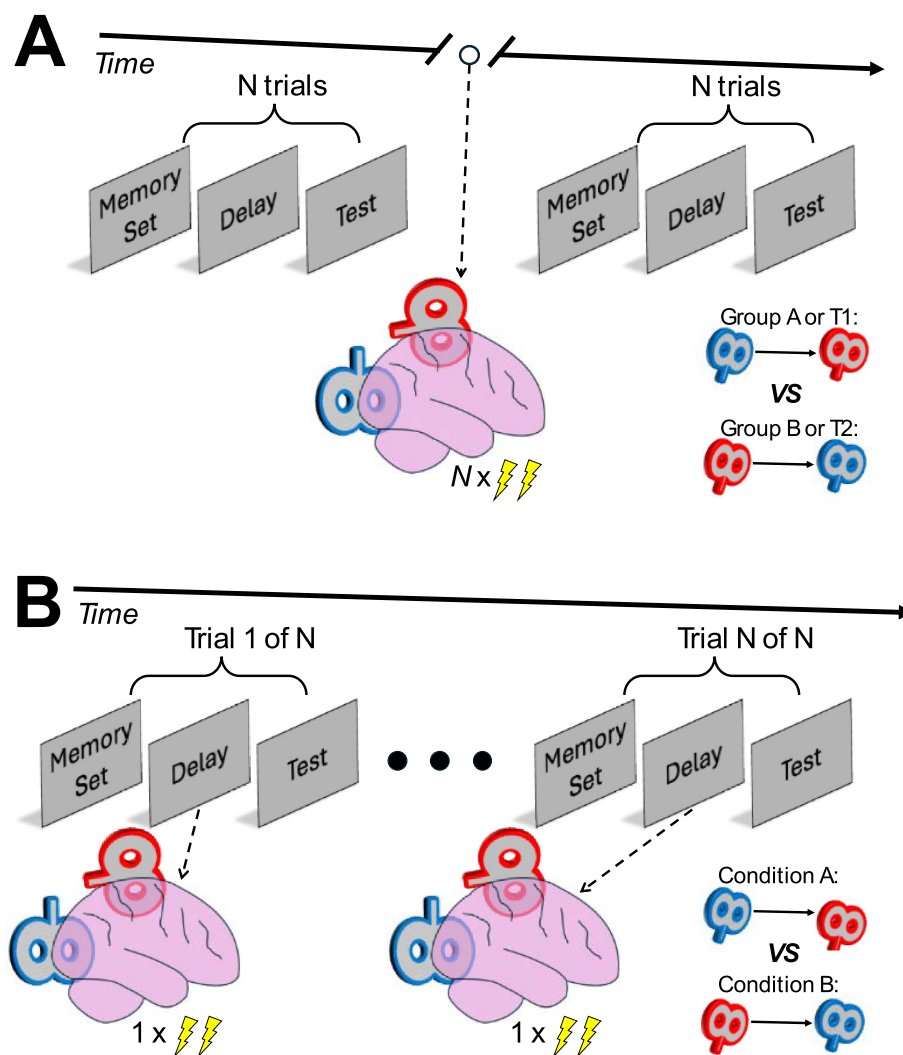 A
Time
N trials
N trials
Memory
Set
Delay
Test
Memory
Set
Delay
Test
Group A or T1:
VS
Group B or T2:
N x
B
Time
Trial 1 of N
Trial N of N
Memory
Set
Delay
Test
Memory
Set
Delay
Test
Condition A:
VS
Condition B:
1 x
1 x